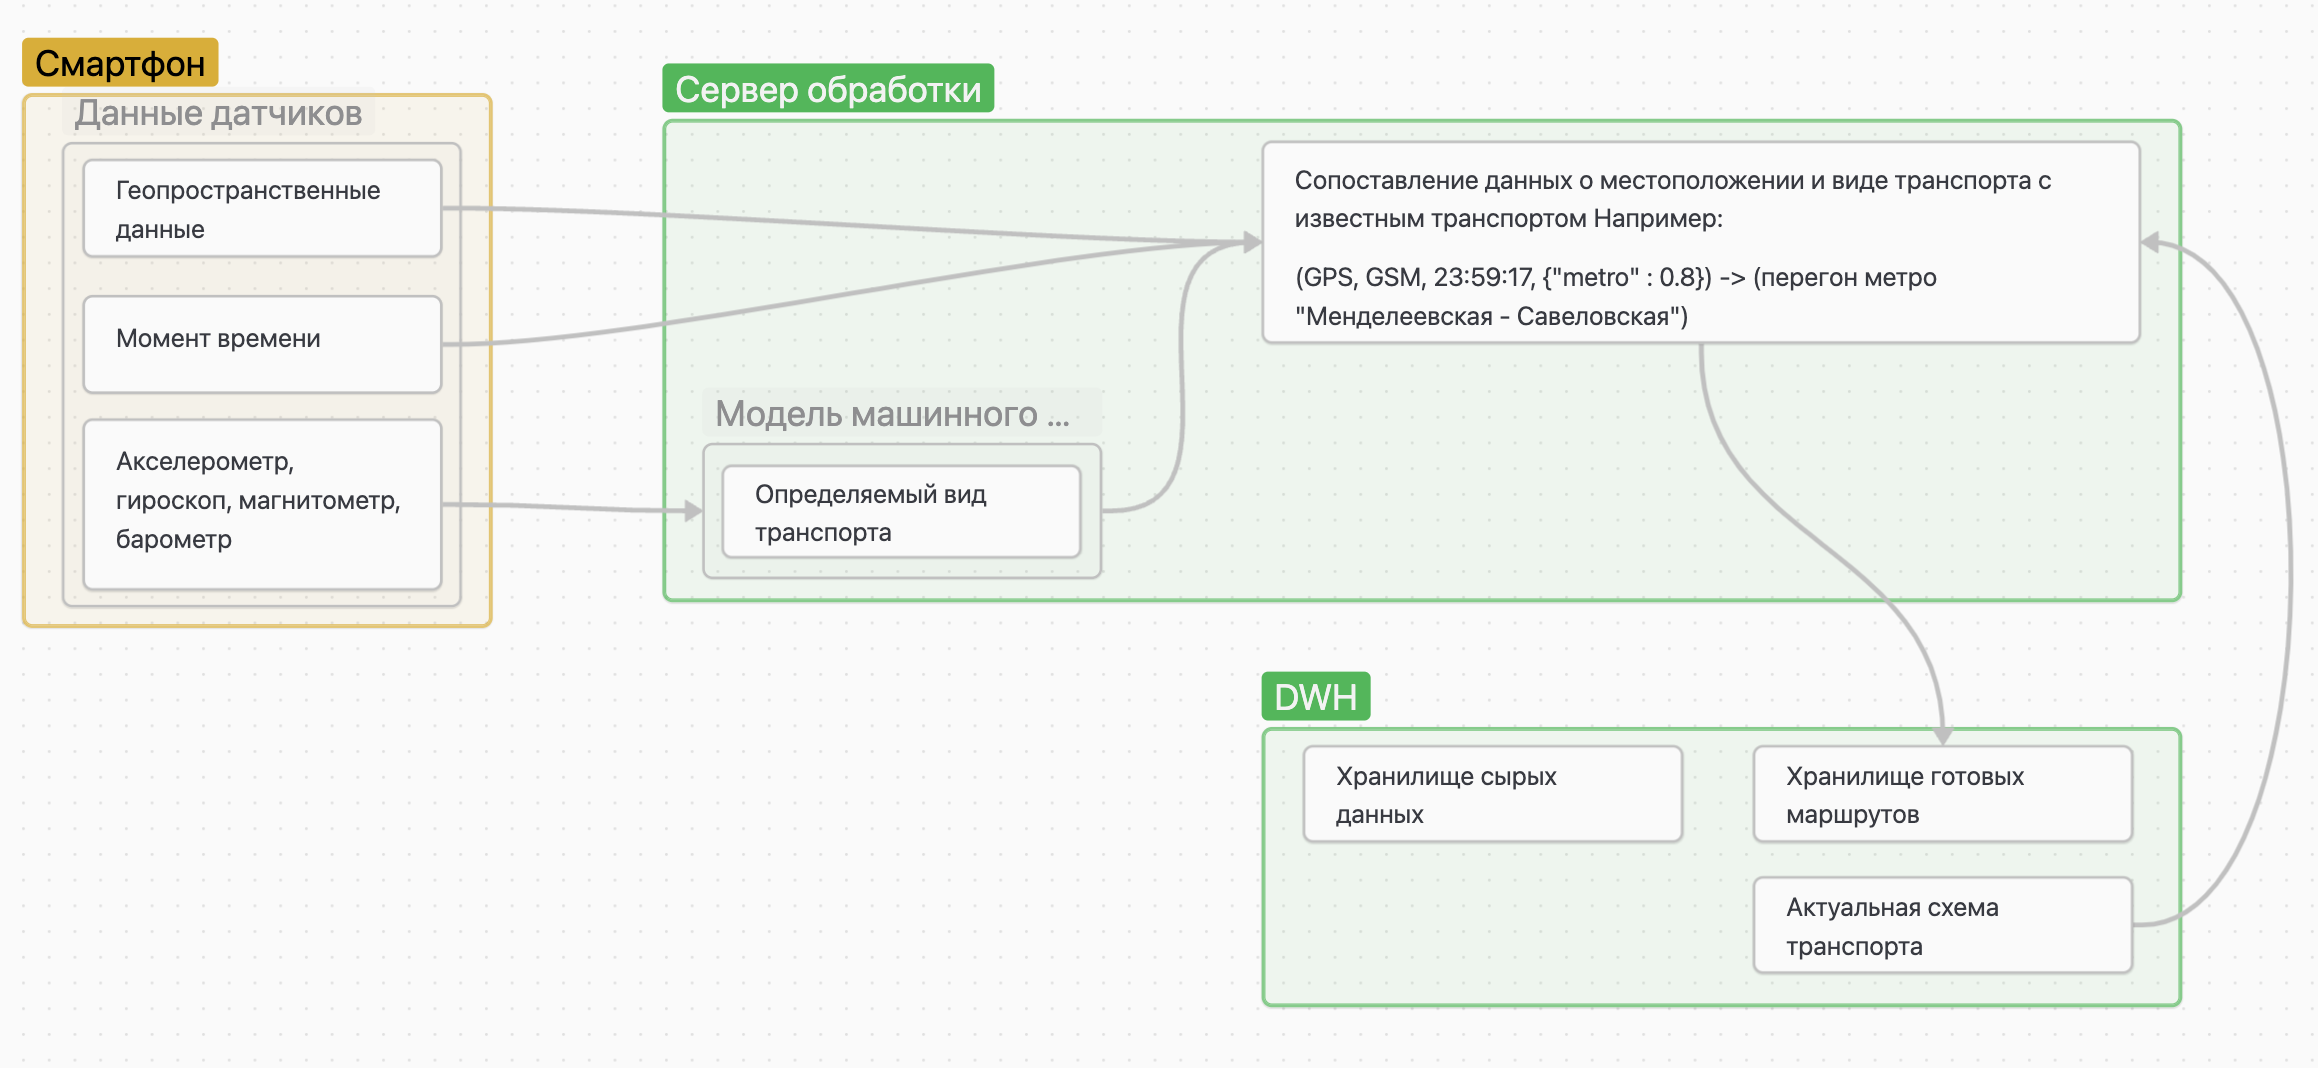 Смартфон
Данные датчиков
Геопространственные
данные
Момент времени
Акселерометр,
гироскоп, магнитометр,
барометр
Сервер обработки
Сопоставление данных о местоположении и виде транспорта с
известным транспортом Например:
(GPS, GSM, 23:59:17, {"metro" : 0.8}) -> (перегон метро
"Менделеевская - Савеловская")
Модель машинного ...
Определяемый вид
транспорта
DWH
Хранилище сырых
данных
Хранилище готовых
маршрутов
Актуальная схема
транспорта